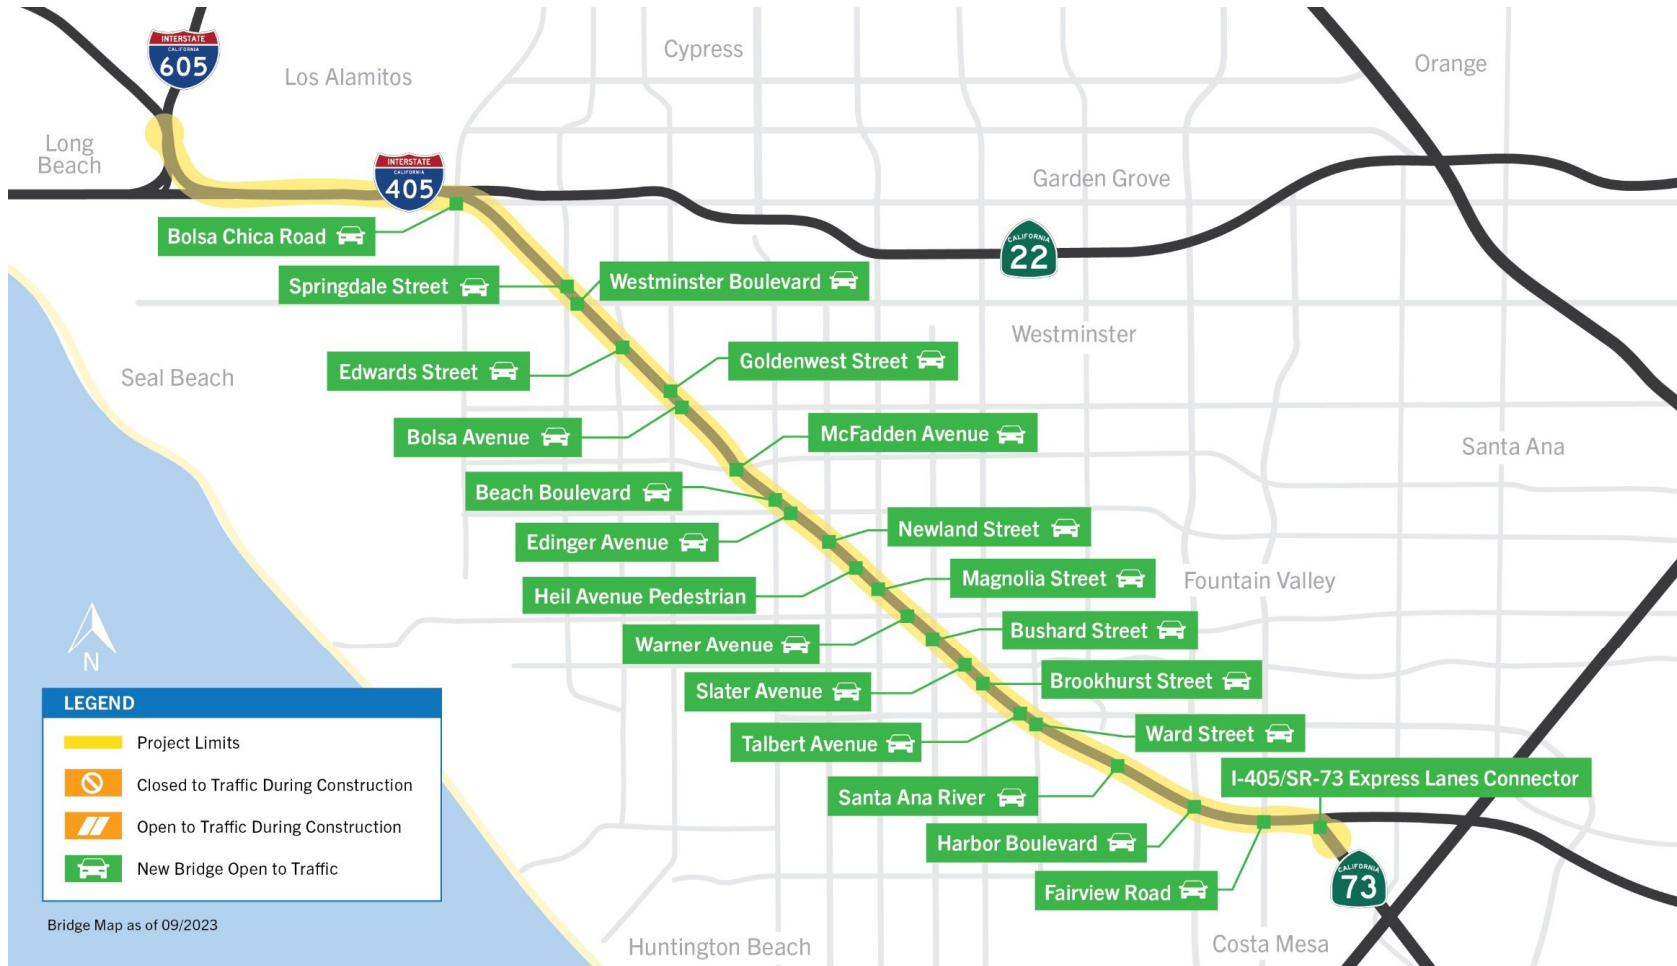 INTERSTATE
CALIFORNIA
605
Los Alamitos
Cypress
Orange
Long
Beach
INTERSTATE
CALIFORNIA
405
Garden Grove
CALIFORNIA
22
Bolsa Chica Road
Springdale Street
Westminster Boulevard
Westminster
Seal Beach
Edwards Street
Goldenwest Street
Bolsa Avenue
McFadden Avenue
Santa Ana
Beach Boulevard
Edinger Avenue
Newland Street
Heil Avenue Pedestrian
Magnolia Street
Fountain Valley
Warner Avenue
Bushard Street
Slater Avenue
Brookhurst Street
Talbert Avenue
Ward Street
I-405/SR-73 Express Lanes Connector
Santa Ana River
Harbor Boulevard
Fairview Road
CALIFORNIA
73
Huntington Beach
Costa Mesa
N
LEGEND
Project Limits
Closed to Traffic During Construction
Open to Traffic During Construction
New Bridge Open to Traffic
Bridge Map as of 09/2023